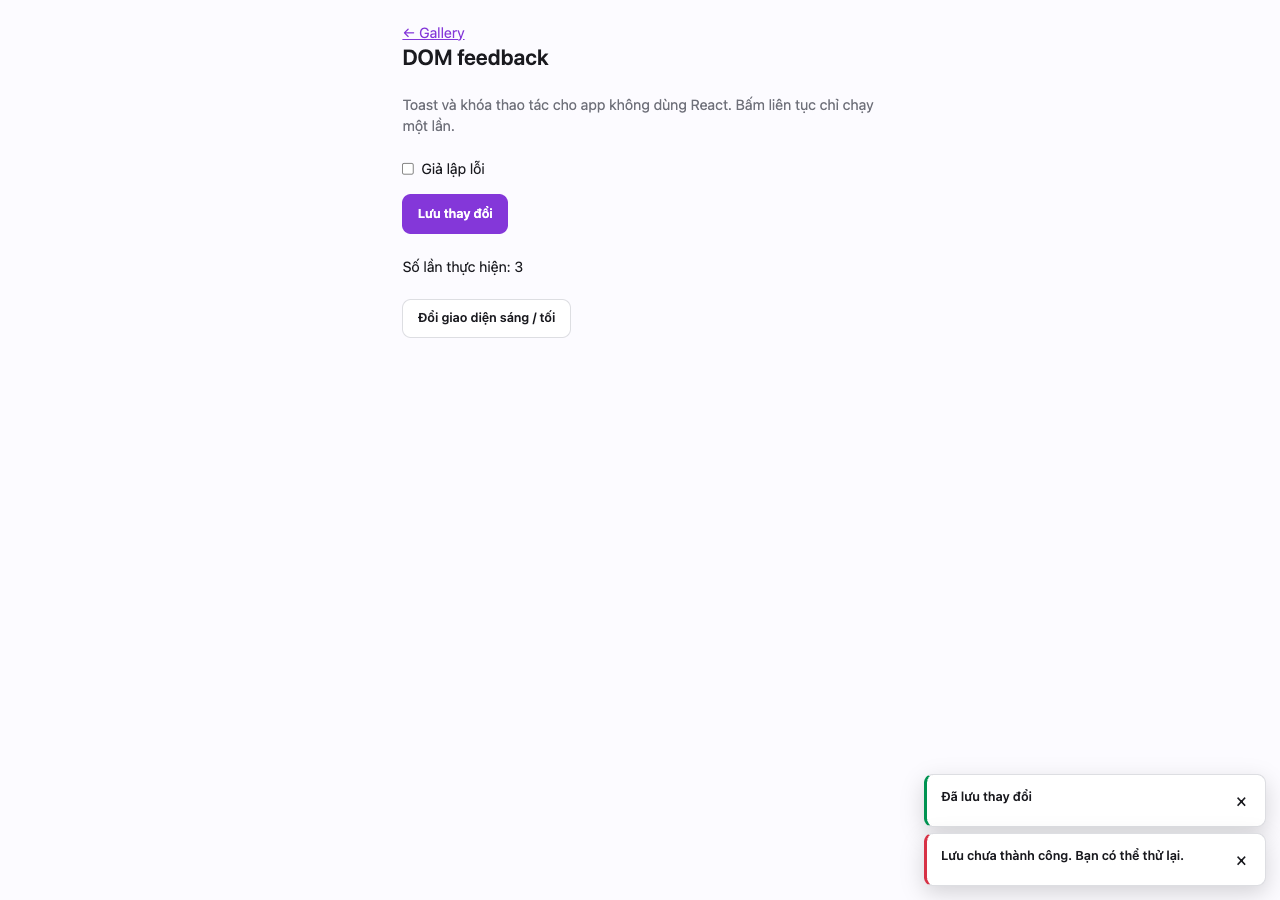 ← Gallery
DOM feedback
Toast và khóa thao tác cho app không dùng React. Bấm liên tục chỉ chạy
một lần.
Giả lập lỗi
Lưu thay đổi
Số lần thực hiện: 3
Đổi giao diện sáng / tối
Đã lưu thay đổi
Lưu chưa thành công. Bạn có thể thử lại.